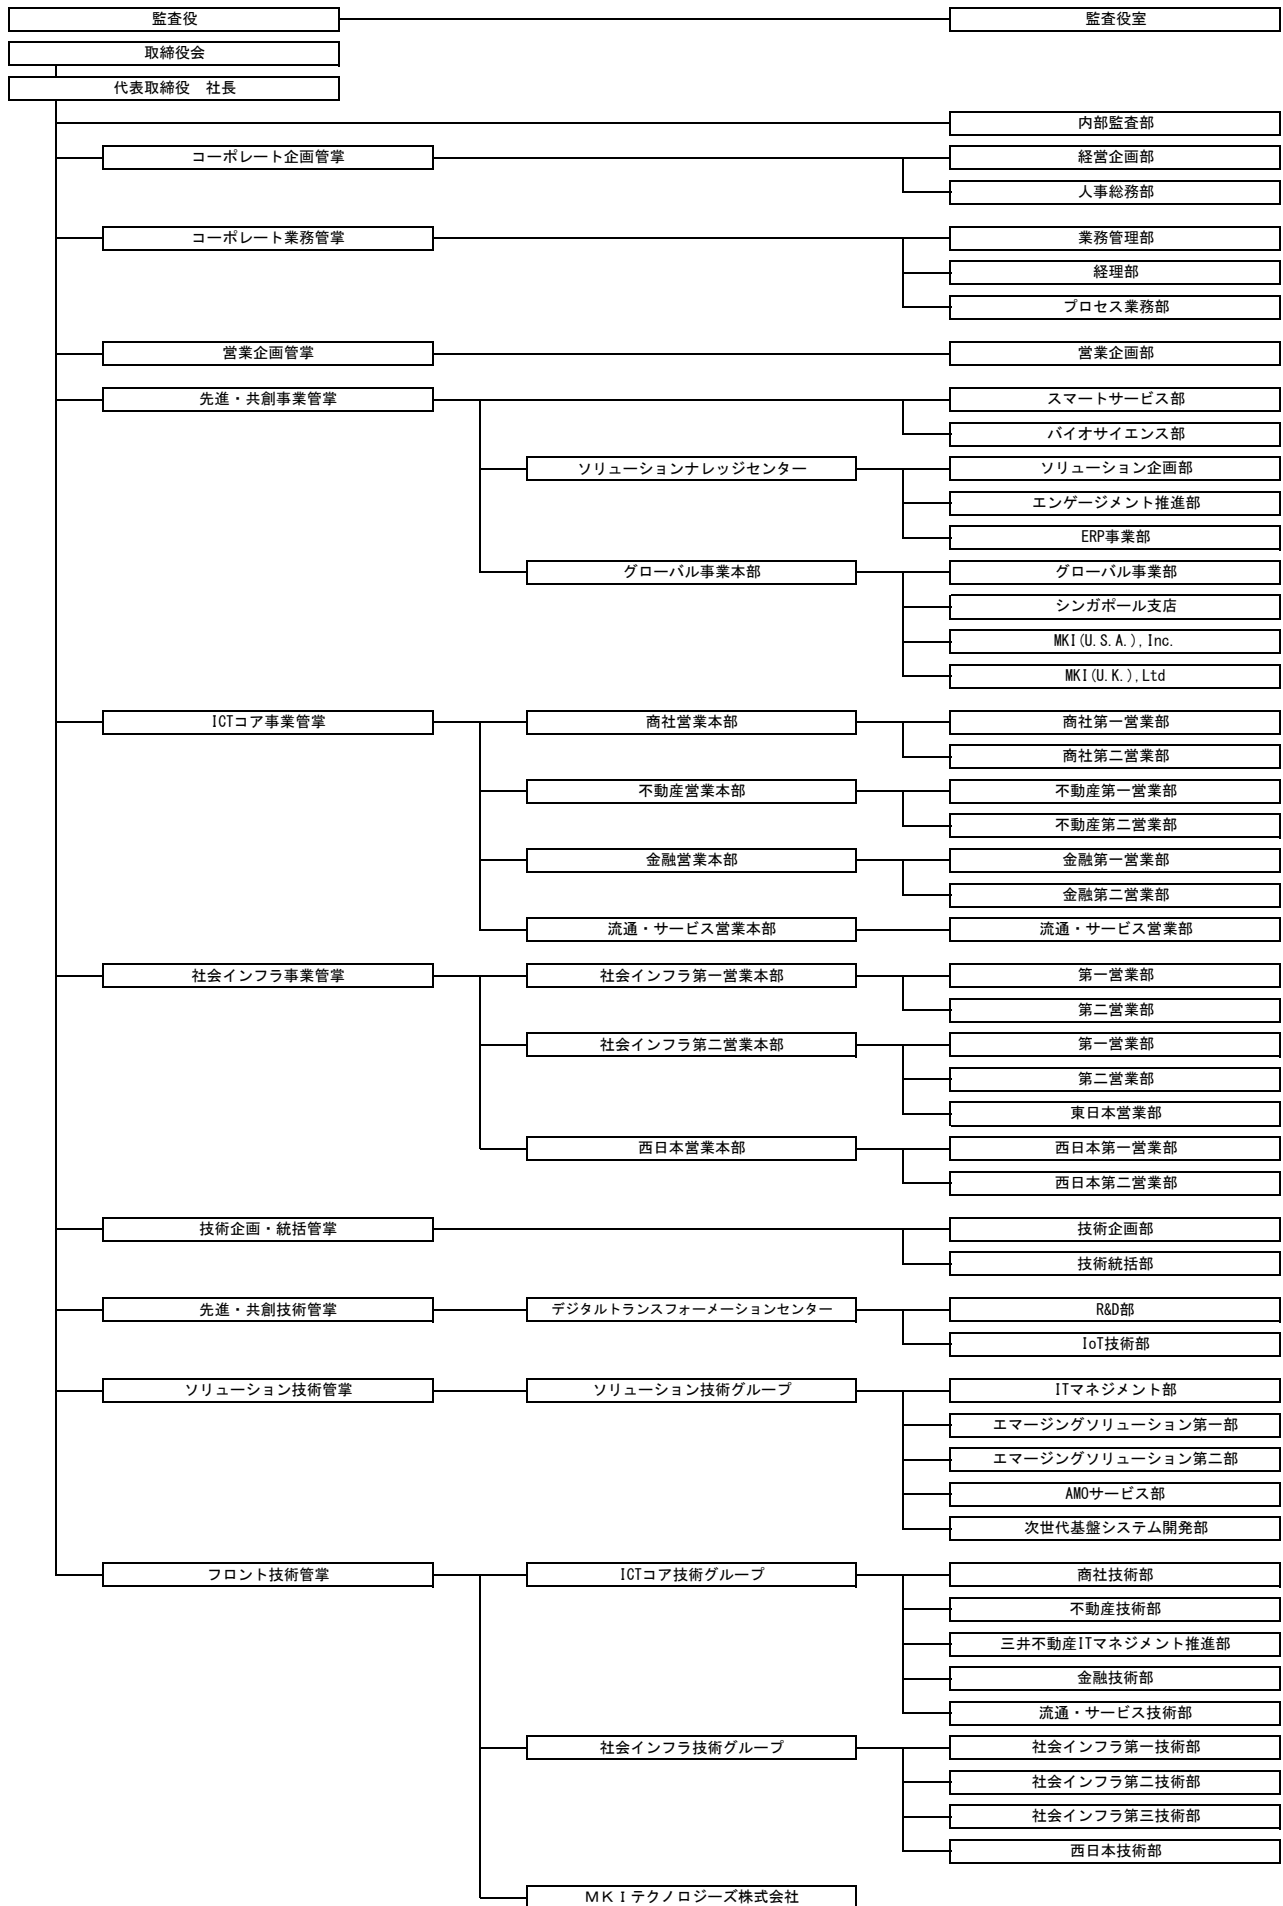 監査役
監査役室
取締役会
代表取締役　社長
内部監査部
コーポレート企画管掌
経営企画部
人事総務部
コーポレート業務管掌
業務管理部
経理部
プロセス業務部
営業企画管掌
営業企画部
先進・共創事業管掌
スマートサービス部
バイオサイエンス部
ソリューションナレッジセンター
ソリューション企画部
エンゲージメント推進部
ERP事業部
グローバル事業本部
グローバル事業部
シンガポール支店
MKI(U.S.A.),Inc.
MKI(U.K.),Ltd
ICTコア事業管掌
商社営業本部
商社第一営業部
商社第二営業部
不動産営業本部
不動産第一営業部
不動産第二営業部
金融営業本部
金融第一営業部
金融第二営業部
流通・サービス営業本部
流通・サービス営業部
社会インフラ事業管掌
社会インフラ第一営業本部
第一営業部
第二営業部
社会インフラ第二営業本部
第一営業部
第二営業部
東日本営業部
西日本営業本部
西日本第一営業部
西日本第二営業部
技術企画・統括管掌
技術企画部
技術統括部
先進・共創技術管掌
デジタルトランスフォーメーションセンター
R&D部
IoT技術部
ソリューション技術管掌
ソリューション技術グループ
ITマネジメント部
エマージングソリューション第一部
エマージングソリューション第二部
AMOサービス部
次世代基盤システム開発部
フロント技術管掌
ICTコア技術グループ
商社技術部
不動産技術部
三井不動産ITマネジメント推進部
金融技術部
流通・サービス技術部
社会インフラ技術グループ
社会インフラ第一技術部
社会インフラ第二技術部
社会インフラ第三技術部
西日本技術部
ＭＫＩテクノロジーズ株式会社